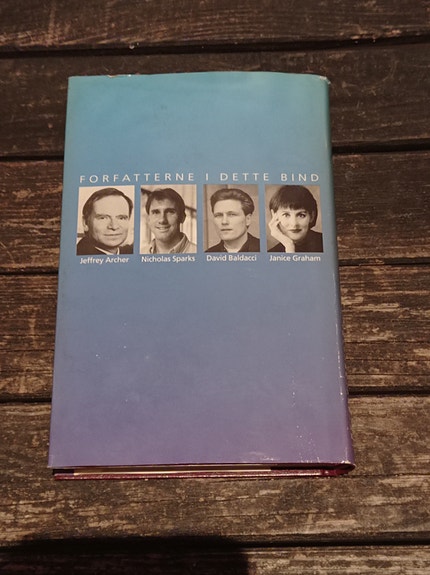 FORFATTERNE I DETTE BIND
Jeffrey Archer Nicholas Sparks David Baldacci Janice Graham